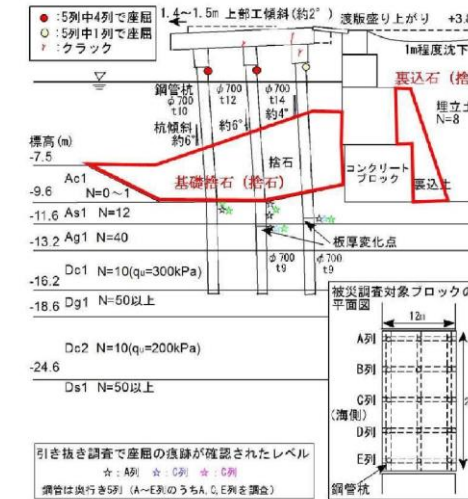 ●:5列中4列で座屈
○:5列中1列で座屈
r:クラック
1.4〜1.5m 上部工傾斜(約2°)
渡版盛り上がり
+3.8
1m程度沈下
裏込石(捨
埋立土
N=8
鋼管杭
φ700
t10
φ700
t12
φ700
t14
杭傾斜
約6°
約6°
約4°
標高(m)
-7.5
Ac1
N=0〜1
捨石
基礎捨石(捨石)
コンクリート
ブロック
裏込土
-9.6
-11.6
As1 N=12
-13.2
Ag1 N=40
板厚変化点
φ700
t9
φ700
t9
Dc1 N=10(qu=300kPa)
-16.2
-18.6
Dg1 N=50以上
Dc2 N=10(qu=200kPa)
-24.6
Ds1 N=50以上
引き抜き調査で座屈の痕跡が確認されたレベル
☆:A列 ☆:C列 ☆:C列
鋼管は奥行き5列(A〜E列のうちA,C,E列を調査)
被災調査対象ブロックの
平面図
12m
A列
B列
C列
(海側)
D列
E列
2
鋼管杭